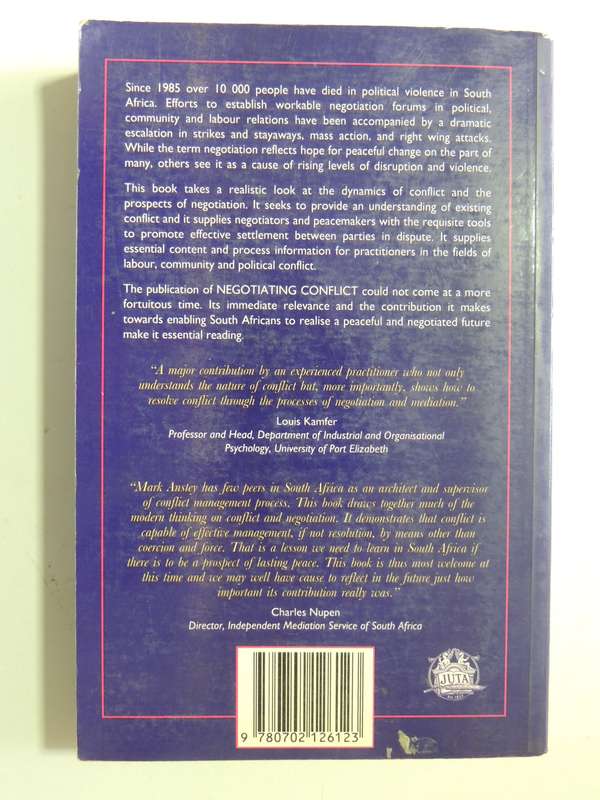 Since 1985 over 10 000 people have died in political violence in South
Africa. Efforts to establish workable negotiation forums in political,
community and labour relations have been accompanied by a dramatic
escalation in strikes and stayaways, mass action, and right wing attacks.
While the term negotiation reflects hope for peaceful change on the part of
many, others see it as a cause of rising levels of disruption and violence.
This book takes a realistic look at the dynamics of conflict and the
prospects of negotiation. It seeks to provide an understanding of existing
conflict and it supplies negotiators and peacemakers with the requisite tools
to promote effective settlement between parties in dispute. It supplies
essential content and process information for practitioners in the fields of
labour, community and political conflict.
The publication of NEGOTIATING CONFLICT could not come at a more
fortuitous time. Its immediate relevance and the contribution it makes
towards enabling South Africans to realise a peaceful and negotiated future
make it essential reading.
“A major contribution by an experienced practitioner who not only
understands the nature of conflict but, more importantly, shows how to
resolve conflict through the processes of negotiation and mediation.”
Louis Kamfer
Professor and Head, Department of Industrial and Organisational
Psychology, University of Port Elizabeth
“Mark Anstey has few peers in South Africa as an architect and supervisor
of conflict management process. This book draws together much of the
modern thinking on conflict and negotiation. It demonstrates that conflict is
capable of effective management, if not resolution, by means other than
coercion and force. That is a lesson we need to learn in South Africa if
there is to be a prospect of lasting peace. This book is thus most welcome at
this time and we may well have cause to reflect in the future just how
important its contribution really was.”
Charles Nupen
Director, Independent Mediation Service of South Africa
JUTA
9 780702 126123